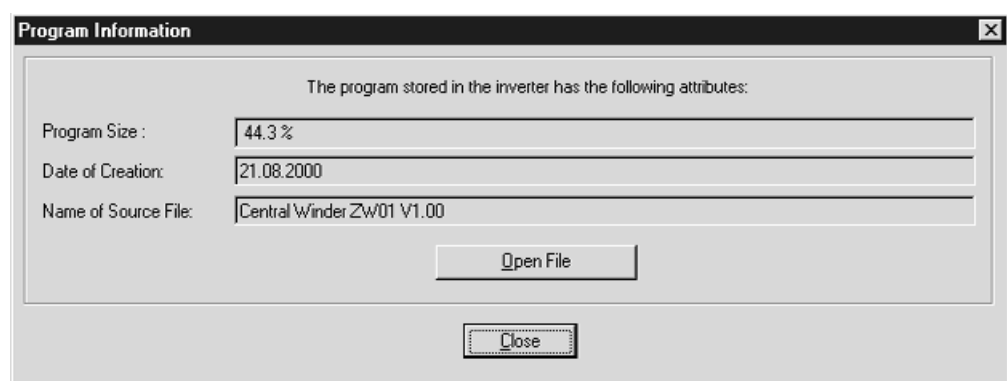 Program Information
The program stored in the inverter has the following attributes:
Program Size : 44.3 %
Date of Creation: 21.08.2000
Name of Source File: Central Winder ZW01 V1.00
Open File
Close